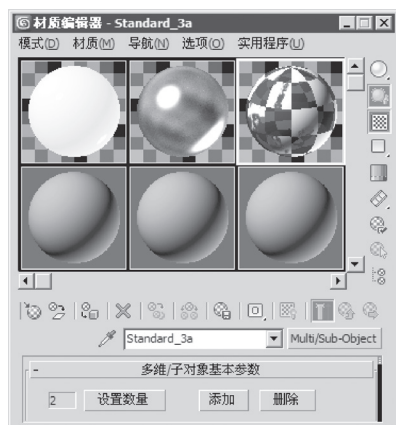 材质编辑器 - Standard_3a
模式(D) 材质(M) 导航(N) 选项(O) 实用程序(U)
Standard_3a Multi/Sub-Object
- 多维/子对象基本参数
2 设置数量 添加 删除